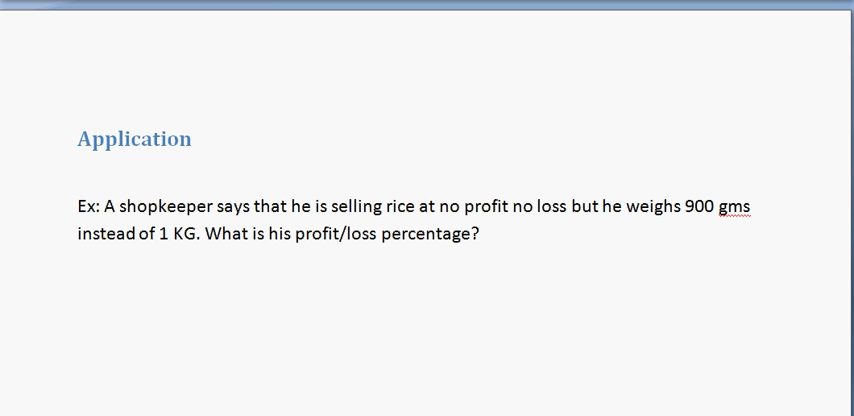 Application
Ex: A shopkeeper says that he is selling rice at no profit no loss but he weighs 900 gms
instead of 1 KG. What is his profit/loss percentage?